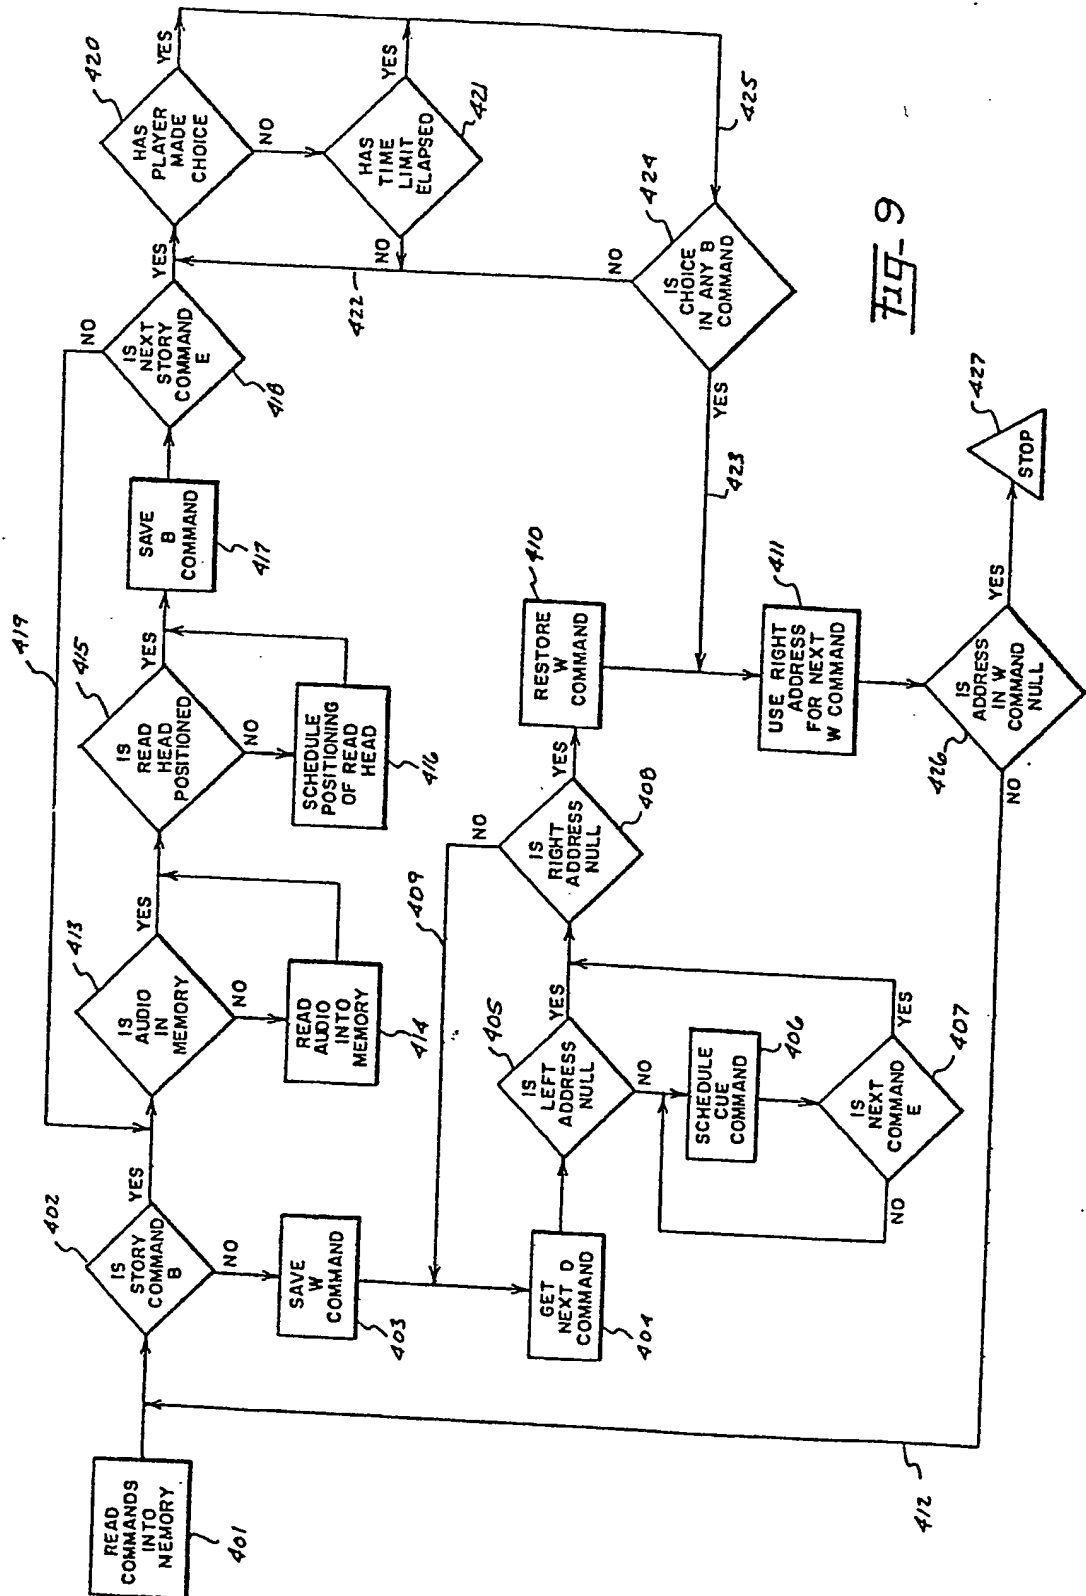 READ
COMMANDS
INTO
NEMORY
401
402
IS
STORY
COMMAND
B
YES
NO
SAVE
W
COMMAND
403
413
IS
AUDIO
IN
MEMORY
YES
NO
READ
AUDIO
INTO
MEMORY
414
415
IS
READ
HEAD
POSITIONED
YES
NO
SCHEDULE
POSITIONING
OF READ
HEAD
416
419
SAVE
B
COMMAND
417
NO
IS
NEXT
STORY
COMMAND
E
YES
418
420
HAS
PLAYER
MADE
CHOICE
YES
NO
HAS
TIME
LIMIT
ELAPSED
YES
421
NO
422
425
424
IS
CHOICE
IN ANY B
COMMAND
NO
YES
423
GET
NEXT D
COMMAND
404
405
IS
LEFT
ADDRESS
NULL
YES
NO
SCHEDULE
CUE
COMMAND
406
IS
NEXT
COMMAND
E
YES
NO
407
409
NO
IS
RIGHT
ADDRESS
NULL
YES
408
RESTORE
W
COMMAND
410
USE RIGHT
ADDRESS
FOR NEXT
W COMMAND
411
IS
ADDRESS
IN W
COMMAND
NULL
426
YES
NO
STOP
427
412
Fig-9